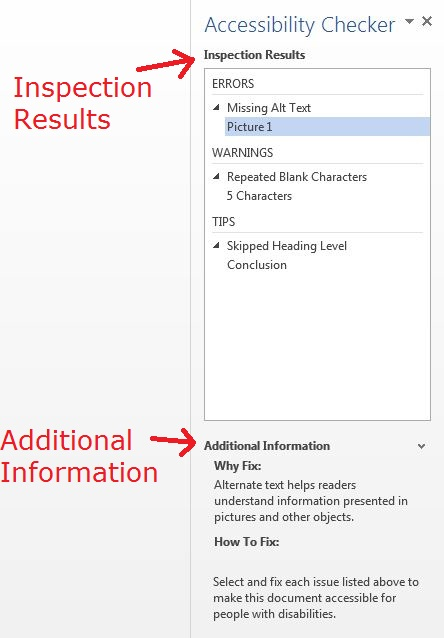 Accessibility Checker
Inspection Results
Inspection
Results
ERRORS
Missing Alt Text
Picture 1
WARNINGS
Repeated Blank Characters
5 Characters
TIPS
Skipped Heading Level
Conclusion
Additional
Information
Additional Information
Why Fix:
Alternate text helps readers
understand information presented in
pictures and other objects.
How To Fix:
Select and fix each issue listed above to
make this document accessible for
people with disabilities.